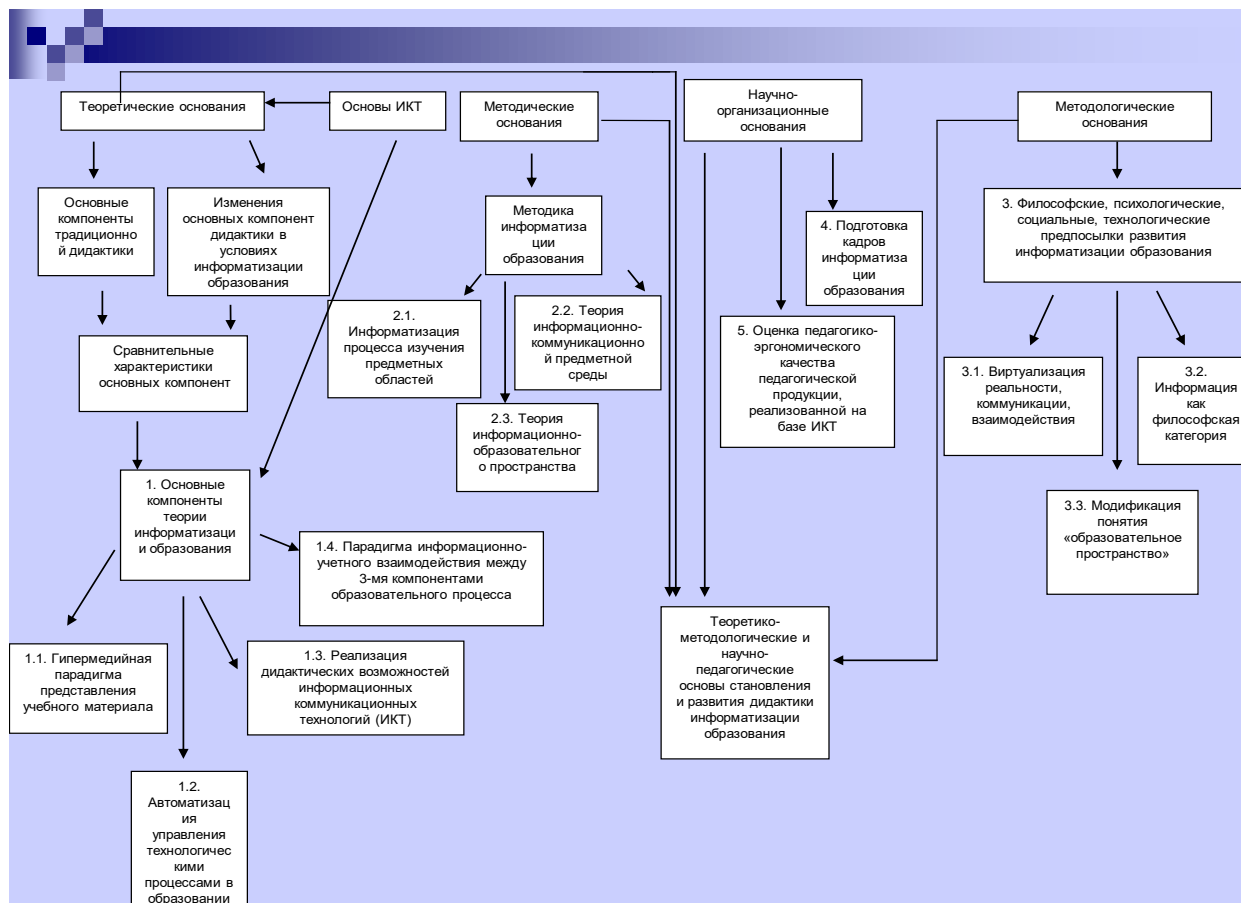 Теоретические основания
Основы ИКТ
Методические
основания
Научно-
организационные
основания
Методологические
основания
Основные
компоненты
традиционно
й дидактики
Изменения
основных компонент
дидактики в
условиях
информатизации
образования
Методика
информатиза
ции
образования
4. Подготовка
кадров
информатиза
ции
образования
3. Философские, психологические,
социальные, технологические
предпосылки развития
информатизации образования
Сравнительные
характеристики
основных компонент
2.1.
Информатизация
процесса изучения
предметных
областей
2.2. Теория
информационно-
коммуникационно
й предметной
среды
2.3. Теория
информационно-
образовательног
о пространства
5. Оценка педагогико-
эргономического
качества
педагогической
продукции,
реализованной на
базе ИКТ
3.1. Виртуализация
реальности,
коммуникации,
взаимодействия
3.2.
Информация
как
философская
категория
3.3. Модификация
понятия
«образовательное
пространство»
1. Основные
компоненты
теории
информатизаци
и образования
1.4. Парадигма информационно-
учетного взаимодействия между
3-мя компонентами
образовательного процесса
1.1. Гипермедийная
парадигма
представления
учебного материала
1.3. Реализация
дидактических возможностей
информационных
коммуникационных
технологий (ИКТ)
Теоретико-
методологические и
научно-
педагогические
основы становления
и развития дидактики
информатизации
образования
1.2.
Автоматизац
ия
управления
технологичес
кими
процессами в
образовании